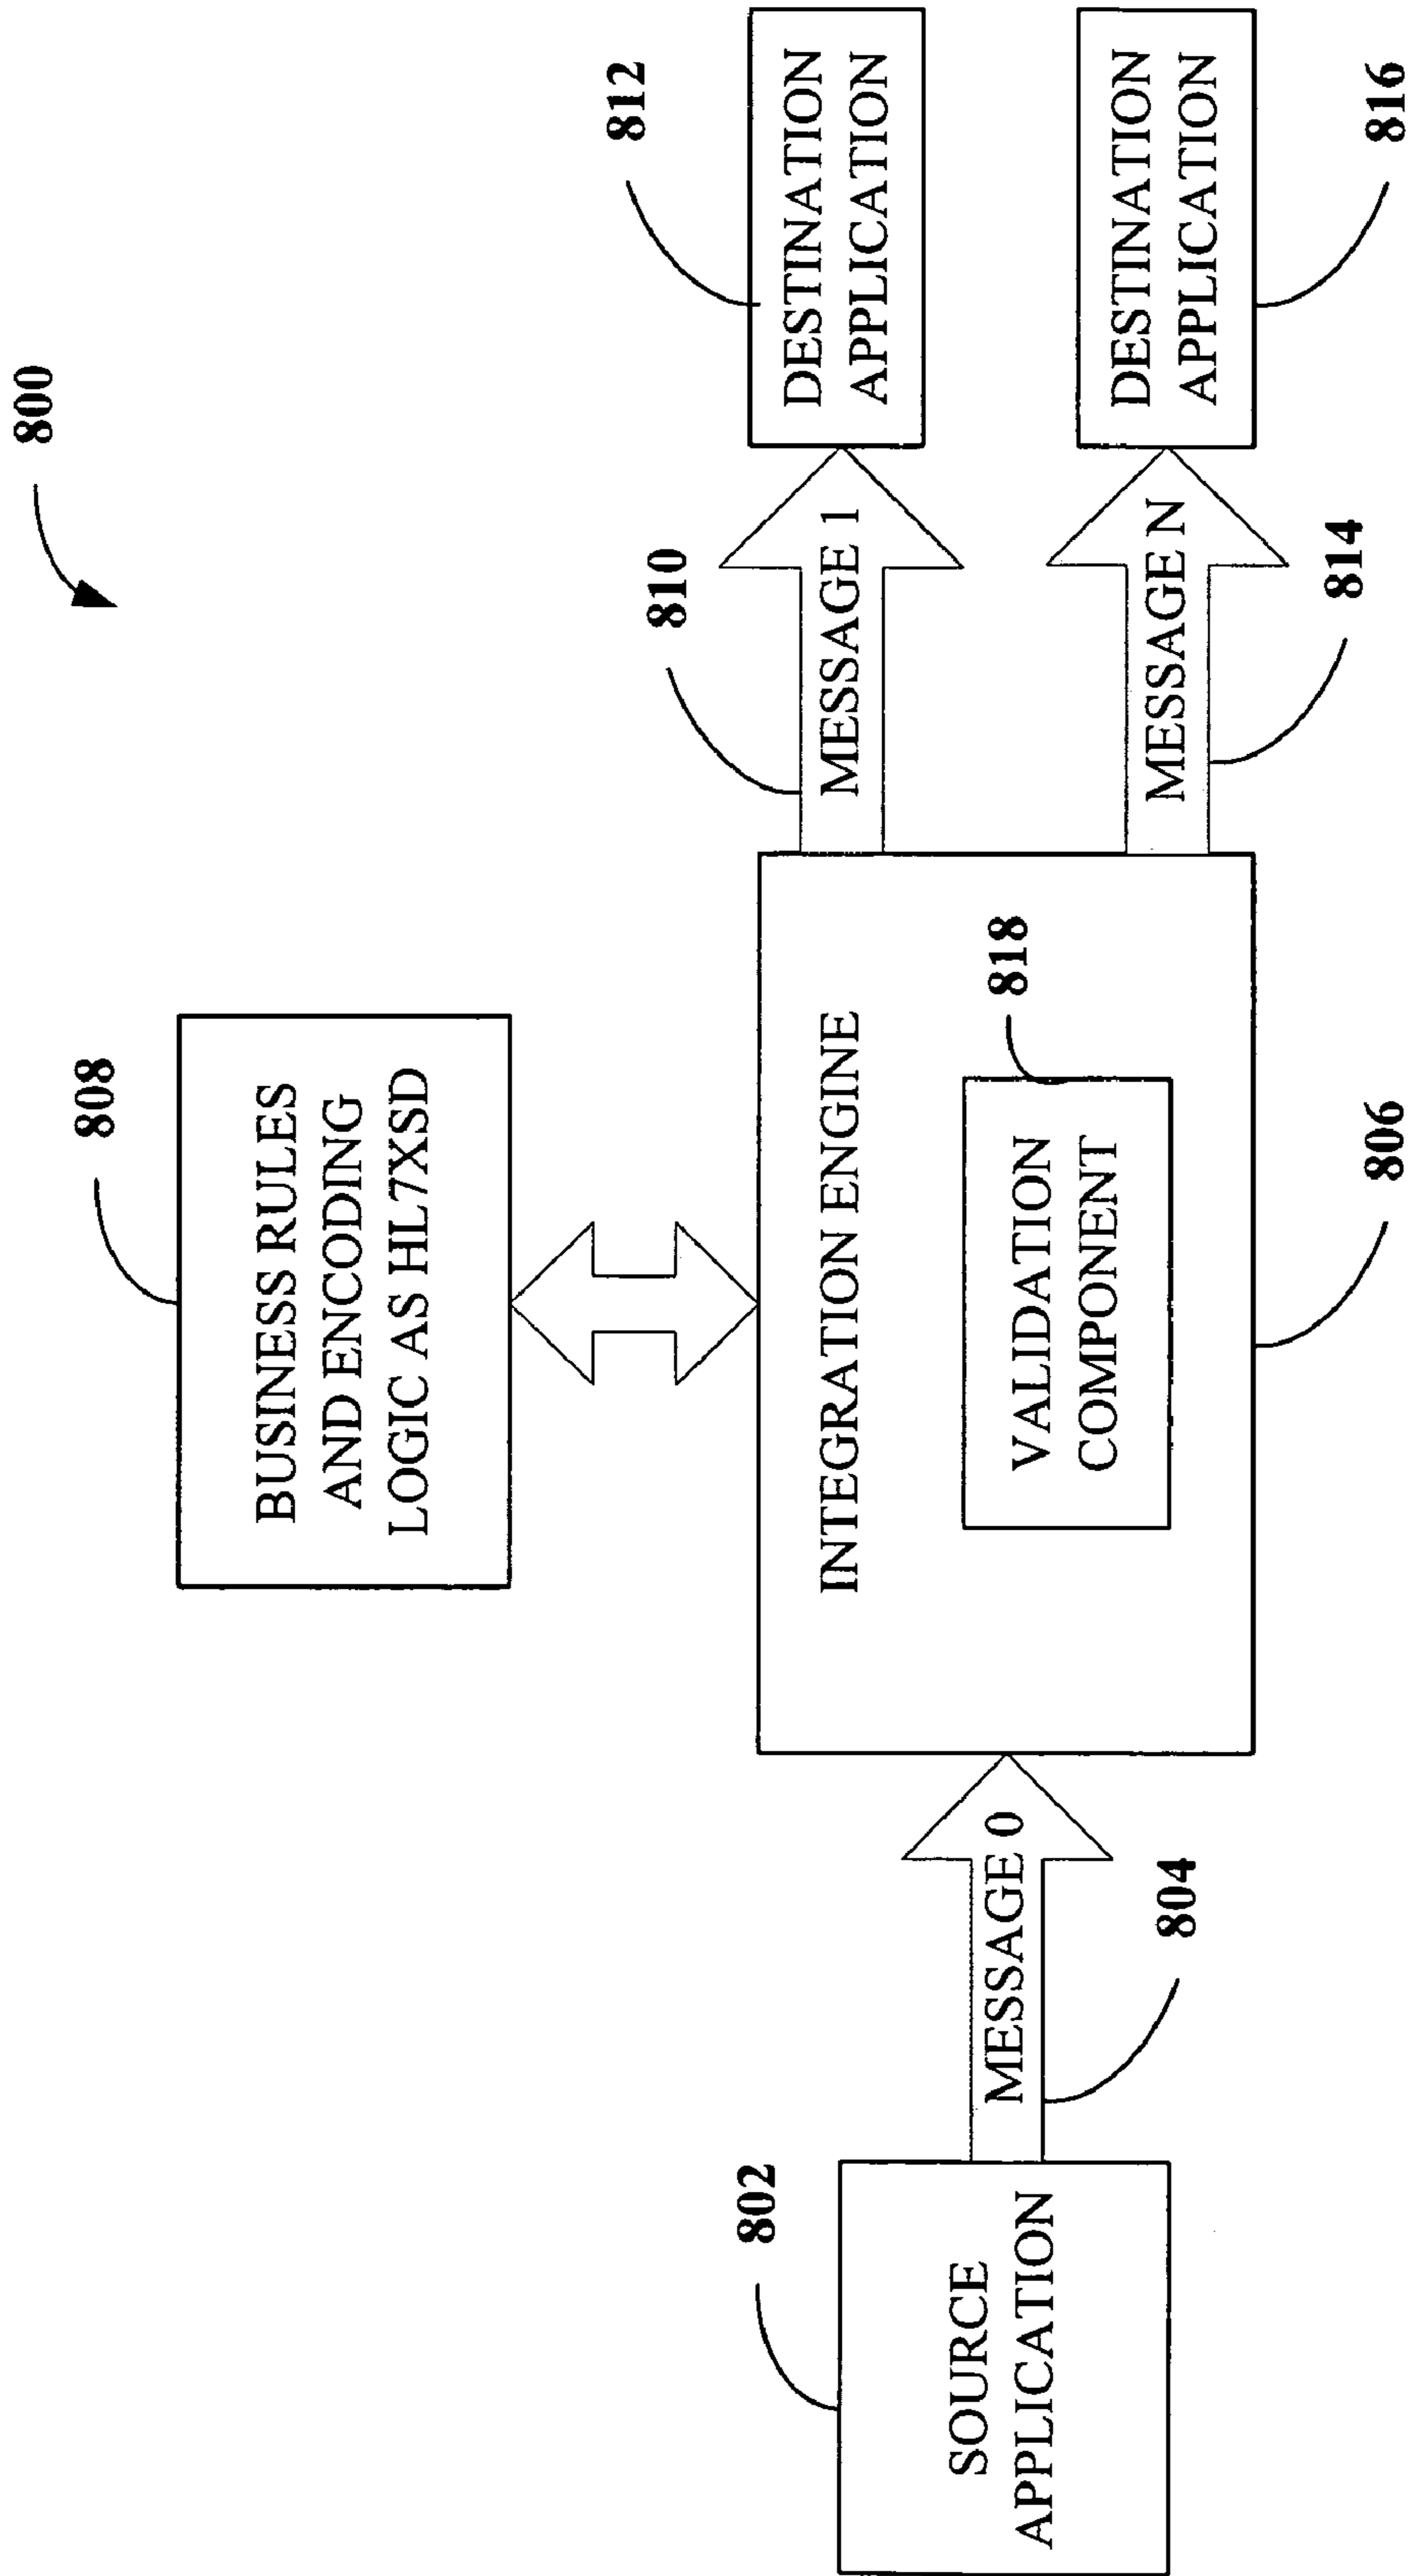 800
808
BUSINESS RULES
AND ENCODING
LOGIC AS HL7XSD
802
SOURCE
APPLICATION
MESSAGE 0
804
INTEGRATION ENGINE
818
VALIDATION
COMPONENT
806
810
MESSAGE 1
812
DESTINATION
APPLICATION
MESSAGE N
814
DESTINATION
APPLICATION
816